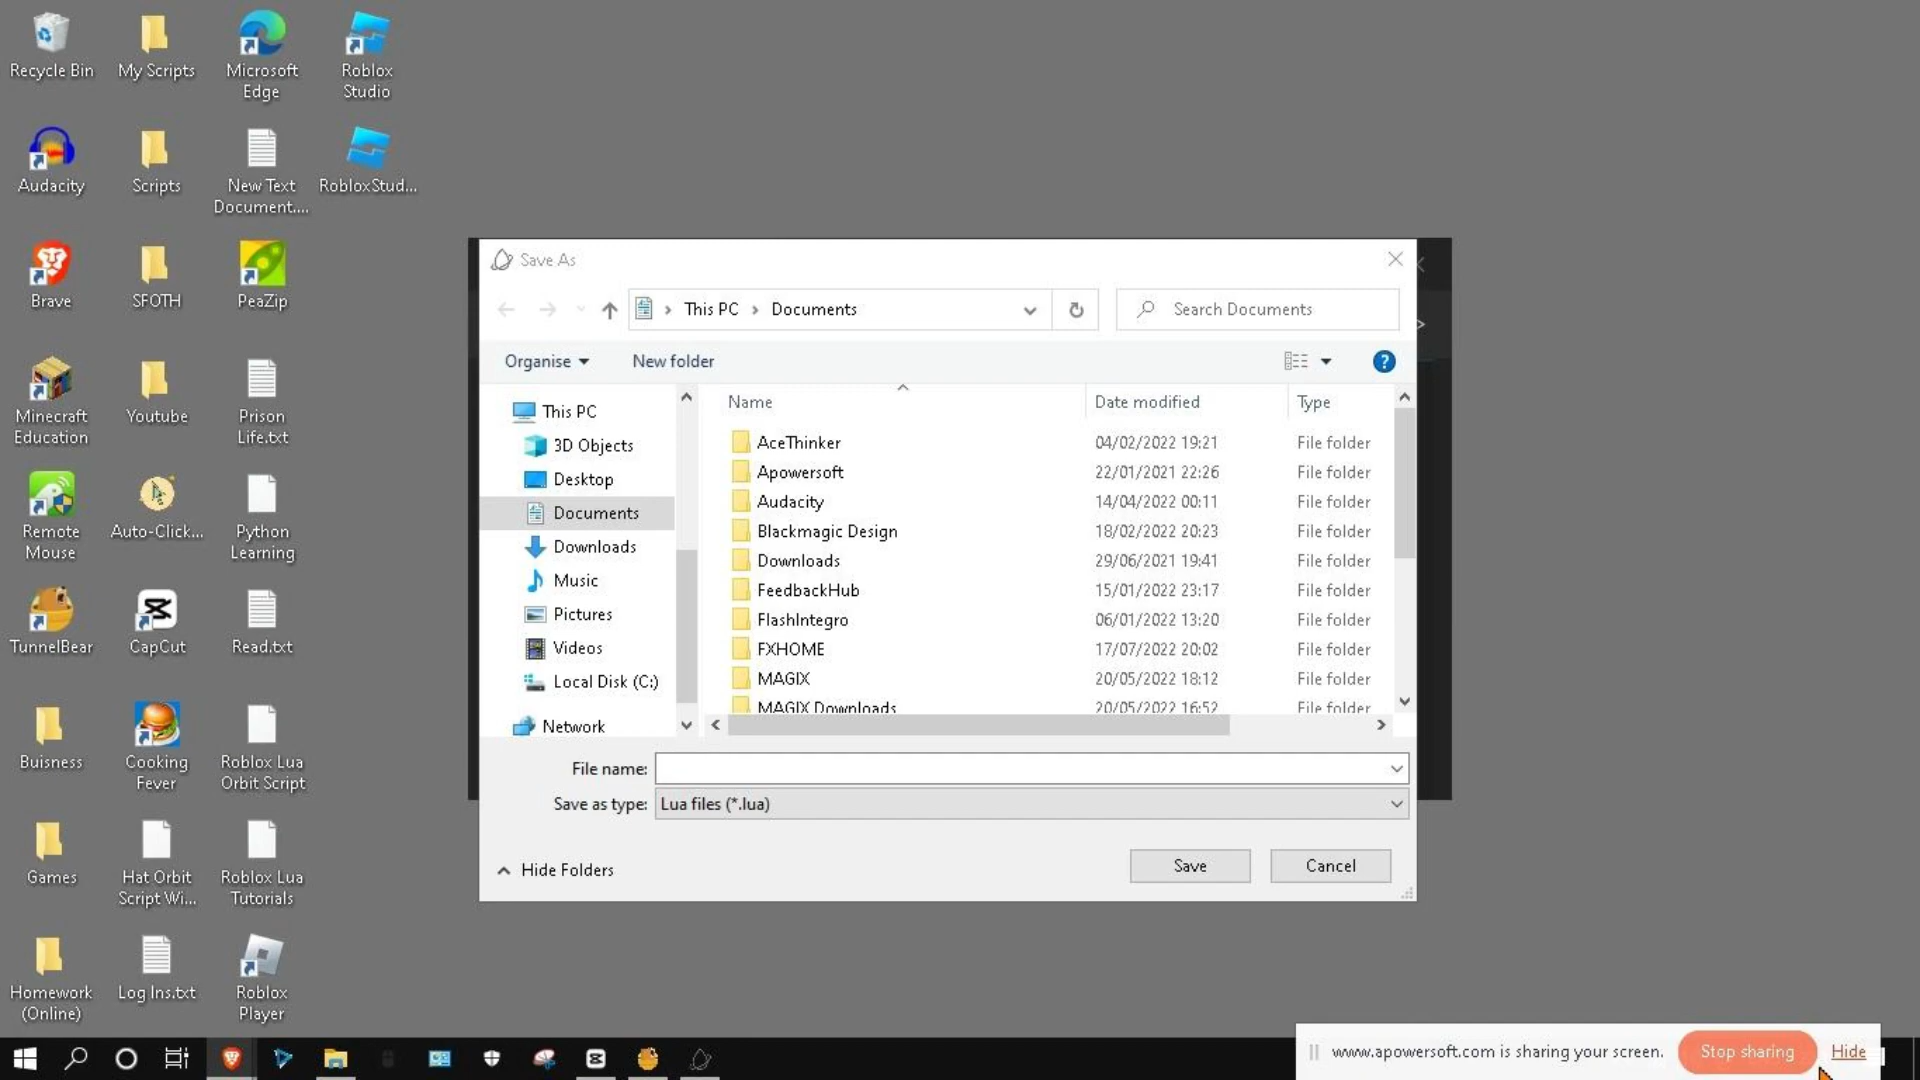 Recycle Bin
My Scripts
Microsoft
Edge
Roblox
Studio
Audacity
Scripts
New Text
Document....
RobloxStud...
Brave
SFOTH
PeaZip
Minecraft
Education
Youtube
Prison
Life.txt
Remote
Mouse
Auto-Click...
Python
Learning
TunnelBear
CapCut
Read.txt
Buisness
Cooking
Fever
Roblox Lua
Orbit Script
Games
Hat Orbit
Script Wi...
Roblox Lua
Tutorials
Homework
(Online)
Log Ins.txt
Roblox
Player
Save As
This PC
Documents
Search Documents
Organise
New folder
This PC
3D Objects
Desktop
Documents
Downloads
Music
Pictures
Videos
Local Disk (C:)
Network
Name Date modified Type
AceThinker 04/02/2022 19:21 File folder
Apowersoft 22/01/2021 22:26 File folder
Audacity 14/04/2022 00:11 File folder
Blackmagic Design 18/02/2022 20:23 File folder
Downloads 29/06/2021 19:41 File folder
FeedbackHub 15/01/2022 23:17 File folder
FlashIntegro 06/01/2022 13:20 File folder
FXHOME 17/07/2022 20:02 File folder
MAGIX 20/05/2022 18:12 File folder
MAGIX Downloads 20/05/2022 16:52 File folder
File name:
Save as type: Lua files (*.lua)
Hide Folders
Save
Cancel
www.apowersoft.com is sharing your screen.
Stop sharing
Hide